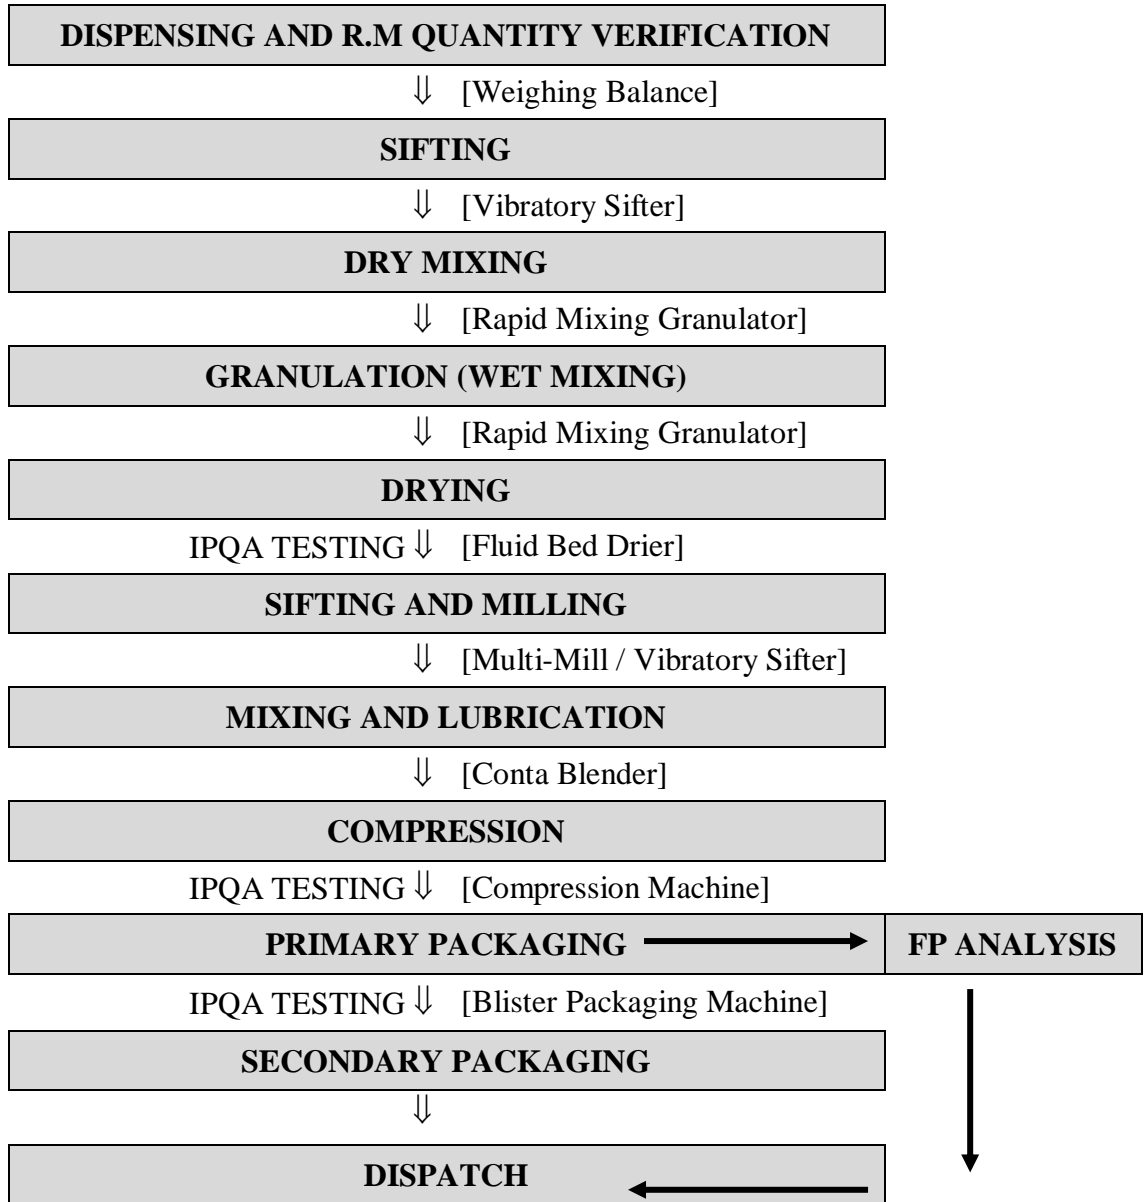 DISPENSING AND R.M QUANTITY VERIFICATION
⇓ [Weighing Balance]
SIFTING
⇓ [Vibratory Sifter]
DRY MIXING
⇓ [Rapid Mixing Granulator]
GRANULATION (WET MIXING)
⇓ [Rapid Mixing Granulator]
DRYING
IPQA TESTING ⇓ [Fluid Bed Drier]
SIFTING AND MILLING
⇓ [Multi-Mill / Vibratory Sifter]
MIXING AND LUBRICATION
⇓ [Conta Blender]
COMPRESSION
IPQA TESTING ⇓ [Compression Machine]
PRIMARY PACKAGING FP ANALYSIS
IPQA TESTING ⇓ [Blister Packaging Machine]
SECONDARY PACKAGING
⇓
DISPATCH